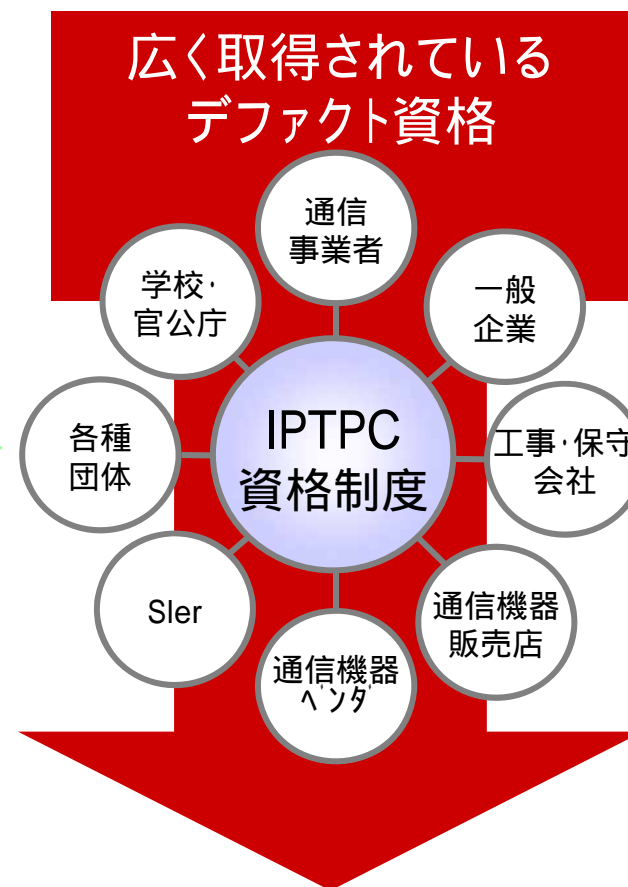 広く取得されている
デファクト資格
通信
事業者
学校･
官公庁
一般
企業
IPTPC
資格制度
各種
団体
工事･保守
会社
SIer
通信機器
販売店
通信機器
ﾍﾞﾝﾀﾞ